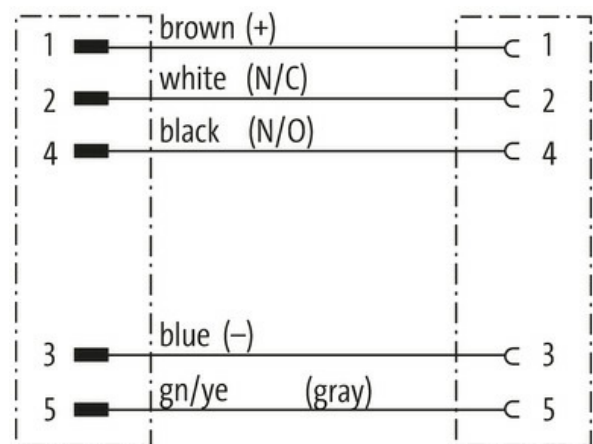 1 brown (+) 1
2 white (N/C) 2
4 black (N/O) 4
3 blue (–) 3
5 gn/ye (gray) 5